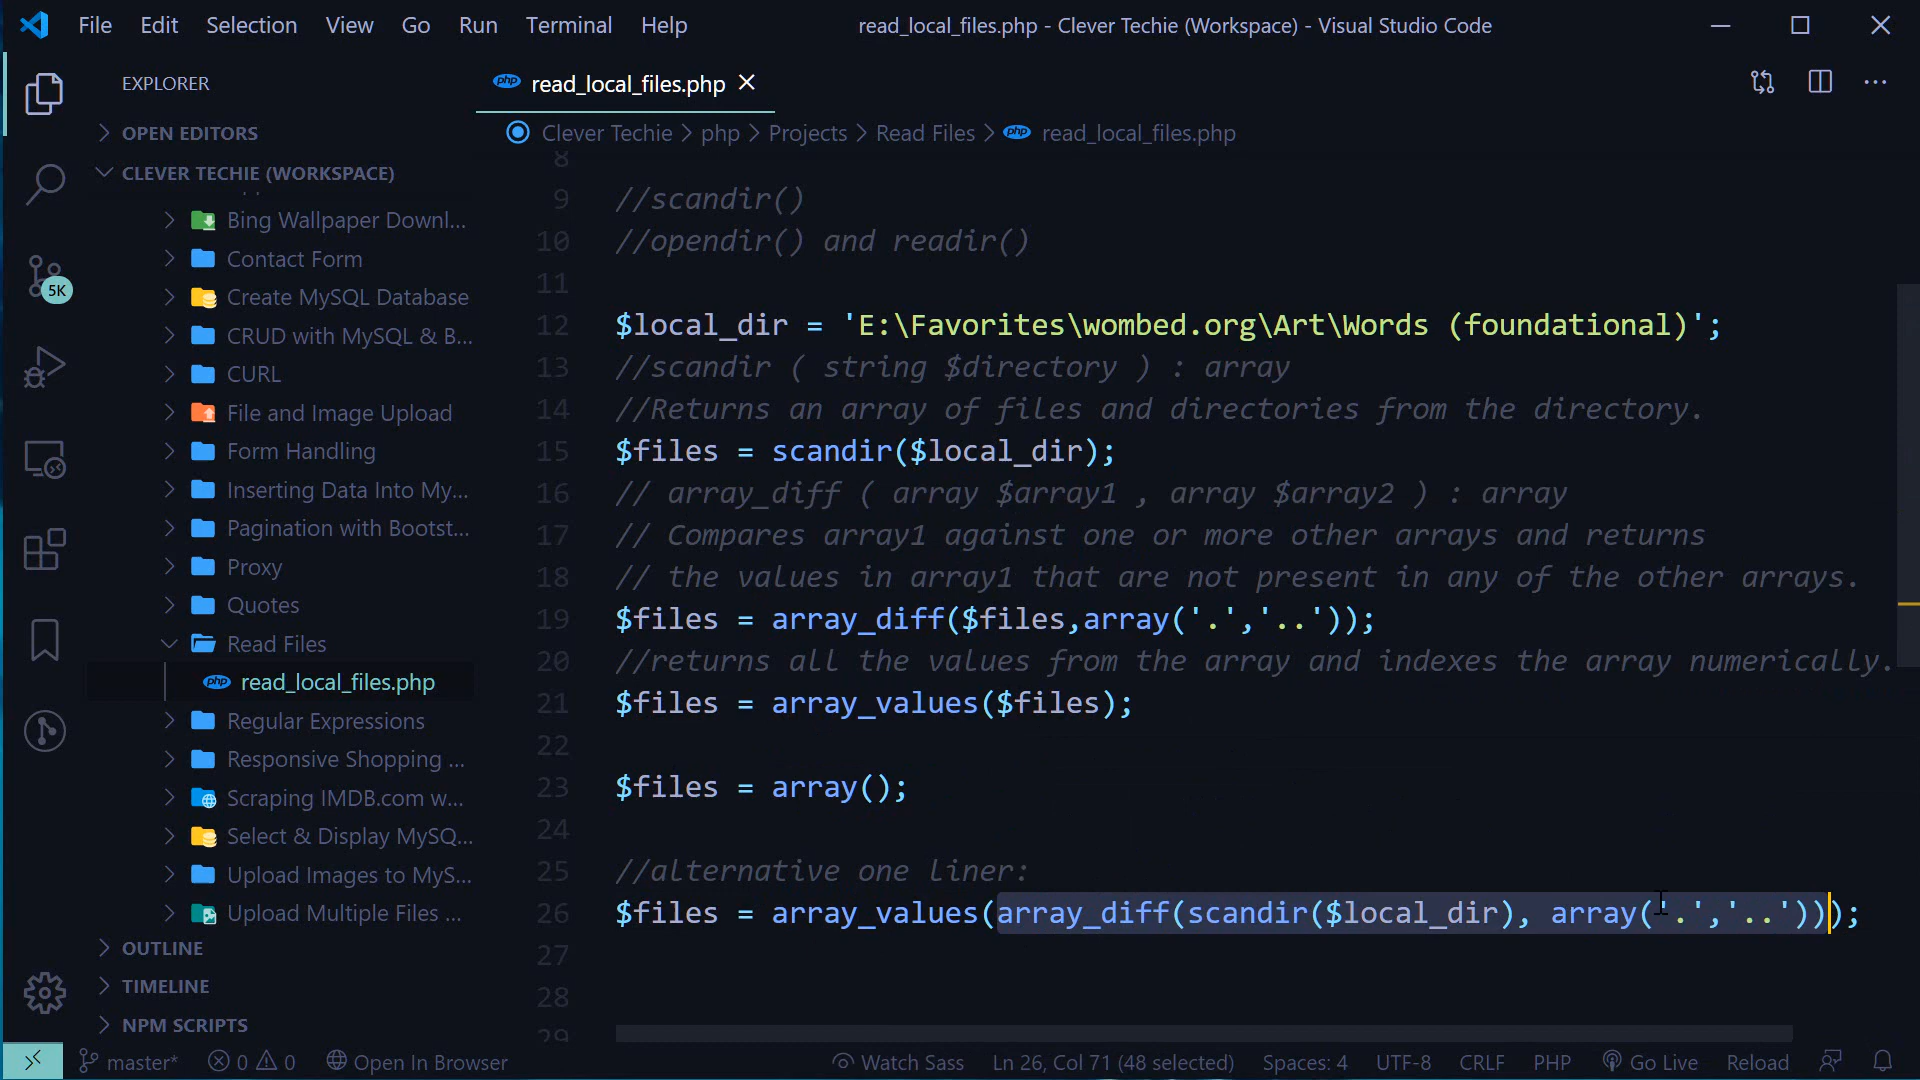 File Edit Selection View Go Run Terminal Help
read_local_files.php - Clever Techie (Workspace) - Visual Studio Code
EXPLORER
OPEN EDITORS
CLEVER TECHIE (WORKSPACE)
Bing Wallpaper Downl...
Contact Form
Create MySQL Database
CRUD with MySQL & B...
CURL
File and Image Upload
Form Handling
Inserting Data Into My...
Pagination with Bootst...
Proxy
Quotes
Read Files
php read_local_files.php
Regular Expressions
Responsive Shopping ...
Scraping IMDB.com w...
Select & Display MySQ...
Upload Images to MyS...
Upload Multiple Files ...
OUTLINE
TIMELINE
NPM SCRIPTS
5K
php read_local_files.php
Clever Techie > php > Projects > Read Files > php read_local_files.php
8
9 //scandir()
10 //opendir() and readir()
11
12 $local_dir = 'E:\Favorites\wombed.org\Art\Words (foundational)';
13 //scandir ( string $directory ) : array
14 //Returns an array of files and directories from the directory.
15 $files = scandir($local_dir);
16 // array_diff ( array $array1 , array $array2 ) : array
17 // Compares array1 against one or more other arrays and returns
18 // the values in array1 that are not present in any of the other arrays.
19 $files = array_diff($files,array('.','..'));
20 //returns all the values from the array and indexes the array numerically.
21 $files = array_values($files);
22
23 $files = array();
24
25 //alternative one liner:
26 $files = array_values(array_diff(scandir($local_dir), array('.','..')));
27
28
29
master* 0 0 Open In Browser
Watch Sass Ln 26, Col 71 (48 selected) Spaces: 4 UTF-8 CRLF PHP Go Live Reload